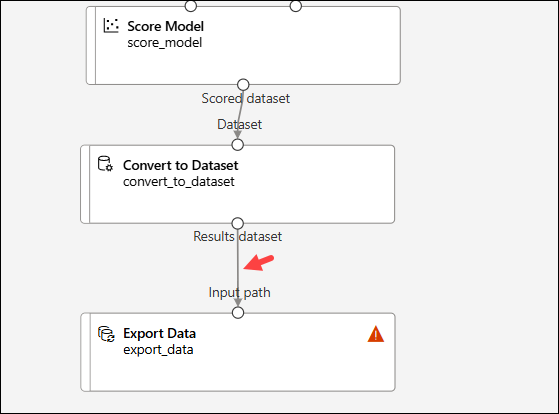 Score Model
score_model
Scored dataset
Dataset
Convert to Dataset
convert_to_dataset
Results dataset
Input path
Export Data
export_data